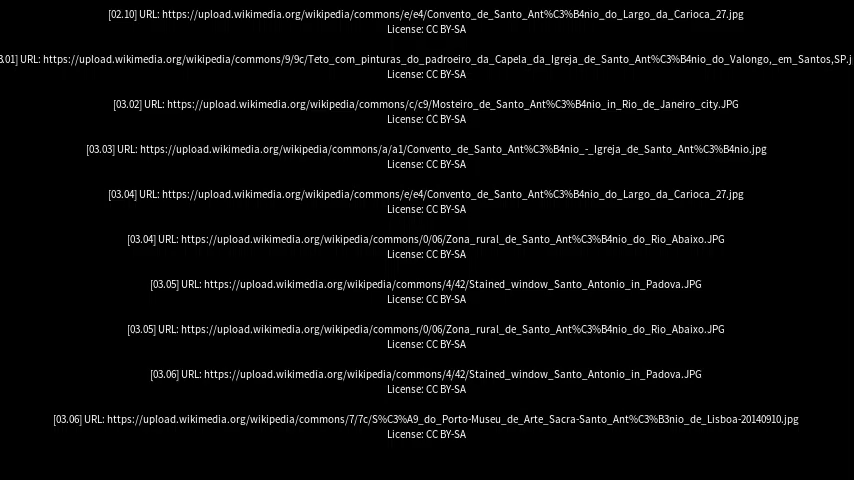 [02.10] URL: https://upload.wikimedia.org/wikipedia/commons/e/e4/Convento_de_Santo_Ant%C3%B4nio_do_Largo_da_Carioca_27.jpg
License: CC BY-SA
3.01] URL: https://upload.wikimedia.org/wikipedia/commons/9/9c/Teto_com_pinturas_do_padroeiro_da_Capela_da_Igreja_de_Santo_Ant%C3%B4nio_do_Valongo,_em_Santos,SP.j
License: CC BY-SA
[03.02] URL: https://upload.wikimedia.org/wikipedia/commons/c/c9/Mosteiro_de_Santo_Ant%C3%B4nio_in_Rio_de_Janeiro_city.JPG
License: CC BY-SA
[03.03] URL: https://upload.wikimedia.org/wikipedia/commons/a/a1/Convento_de_Santo_Ant%C3%B4nio_-_Igreja_de_Santo_Ant%C3%B4nio.jpg
License: CC BY-SA
[03.04] URL: https://upload.wikimedia.org/wikipedia/commons/e/e4/Convento_de_Santo_Ant%C3%B4nio_do_Largo_da_Carioca_27.jpg
License: CC BY-SA
[03.04] URL: https://upload.wikimedia.org/wikipedia/commons/0/06/Zona_rural_de_Santo_Ant%C3%B4nio_do_Rio_Abaixo.JPG
License: CC BY-SA
[03.05] URL: https://upload.wikimedia.org/wikipedia/commons/4/42/Stained_window_Santo_Antonio_in_Padova.JPG
License: CC BY-SA
[03.05] URL: https://upload.wikimedia.org/wikipedia/commons/0/06/Zona_rural_de_Santo_Ant%C3%B4nio_do_Rio_Abaixo.JPG
License: CC BY-SA
[03.06] URL: https://upload.wikimedia.org/wikipedia/commons/4/42/Stained_window_Santo_Antonio_in_Padova.JPG
License: CC BY-SA
[03.06] URL: https://upload.wikimedia.org/wikipedia/commons/7/7c/S%C3%A9_do_Porto-Museu_de_Arte_Sacra-Santo_Ant%C3%B3nio_de_Lisboa-20140910.jpg
License: CC BY-SA